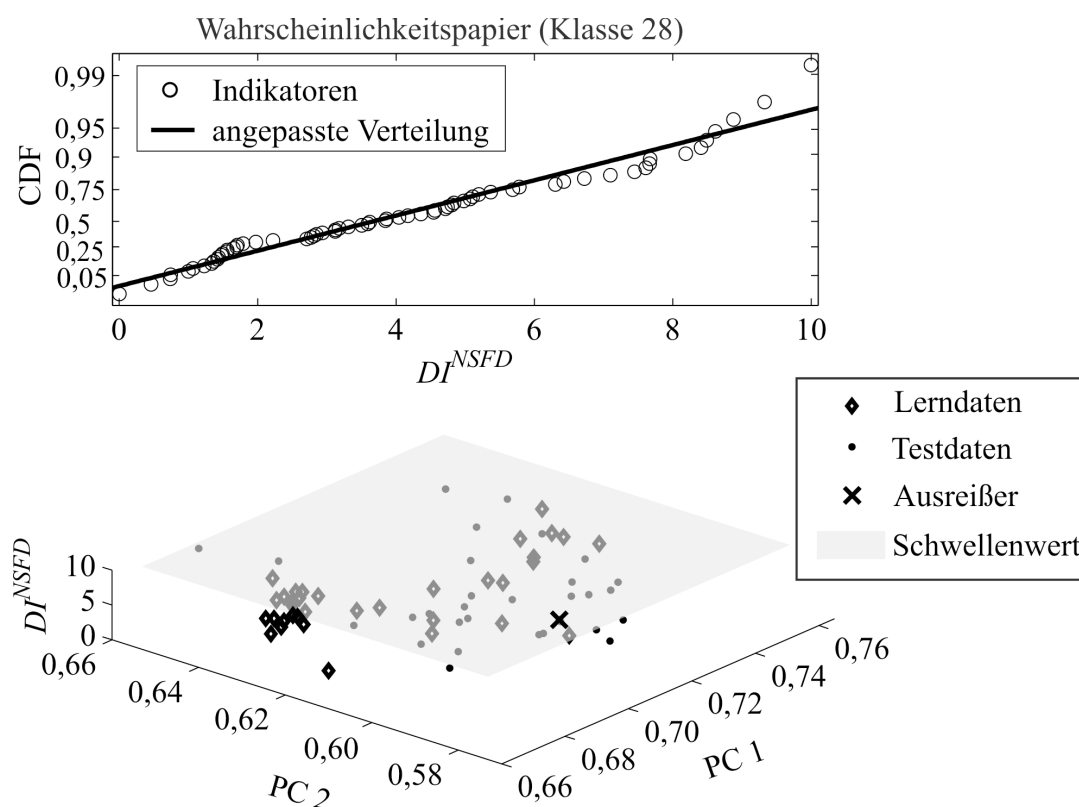 Wahrscheinlichkeitspapier (Klasse 28)
CDF
0,99
0,95
0,9
0,75
0,5
0,25
0,05
Indikatoren
angepasste Verteilung
0 2 4 6 8 10
DI^NSFD
Lerndaten
Testdaten
Ausreißer
Schwellenwert
DI^NSFD
10
5
0
0,66 0,64 0,62 0,60 0,58
PC 2
0,66 0,68 0,70 0,72 0,74 0,76
PC 1